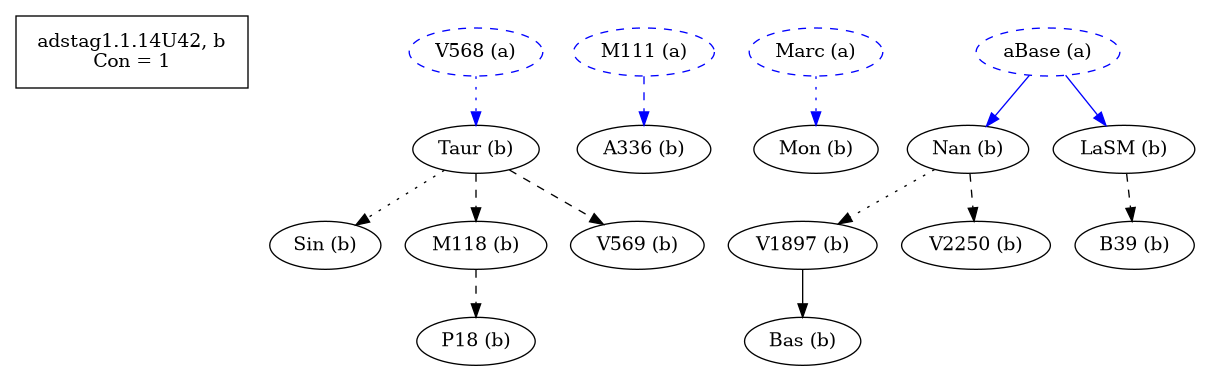 adstag1.1.14U42, b
Con = 1
V568 (a)
M111 (a)
Marc (a)
aBase (a)
Taur (b)
A336 (b)
Mon (b)
Nan (b)
LaSM (b)
Sin (b)
M118 (b)
V569 (b)
V1897 (b)
V2250 (b)
B39 (b)
P18 (b)
Bas (b)